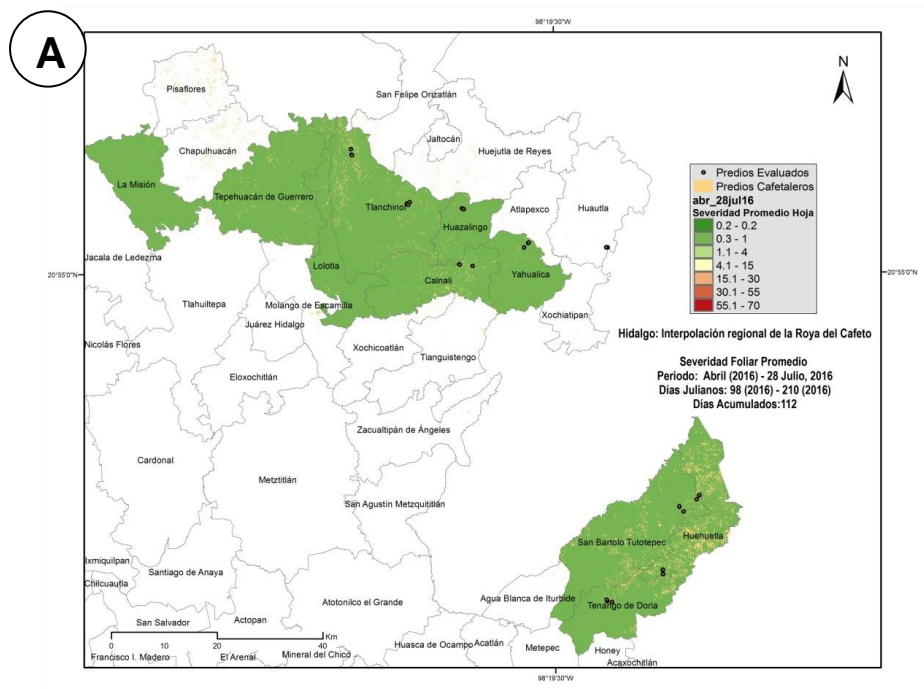 A
98°19'30"W
N
Pisaflores
San Felipe Orizatlán
Chapulhuacán
Jaltocán
Huejutla de Reyes
La Misión
Tepehuacán de Guerrero
Tlanchinol
Huazalingo
Atlapexco
Huautla
Predios Evaluados
Predios Cafetaleros
abr_28jul16
Severidad Promedio Hoja
0.2 - 0.2
0.3 - 1
1.1 - 4
4.1 - 15
15.1 - 30
30.1 - 55
55.1 - 70
20°55'0"N
Jacala de Ledezma
Lolotla
Calnali
Yahualica
20°55'0"N
Tlahuiltepa
Molango de Escamilla
Juárez Hidalgo
Xochiatipan
Nicolás Flores
Xochicoatlán
Tianguistengo
Eloxochitlán
Hidalgo: Interpolación regional de la Roya del Cafeto
Severidad Foliar Promedio
Periodo: Abril (2016) - 28 Julio, 2016
Días Julianos: 98 (2016) - 210 (2016)
Días Acumulados:112
Zacualtipán de Ángeles
Cardonal
Metztitlán
San Agustín Metzquititlán
San Bartolo Tutotepec
Huehuetla
Ixmiquilpan
Chilcuautla
Santiago de Anaya
Atotonilco el Grande
Agua Blanca de Iturbide
Tenango de Doria
San Salvador
Actopan
0
10
20
40
Km
Francisco I. Madero
El Arenal
Mineral del Chico
Huasca de Ocampo
Acatlán
Metepec
Honey
Acaxochitlán
98°19'30"W